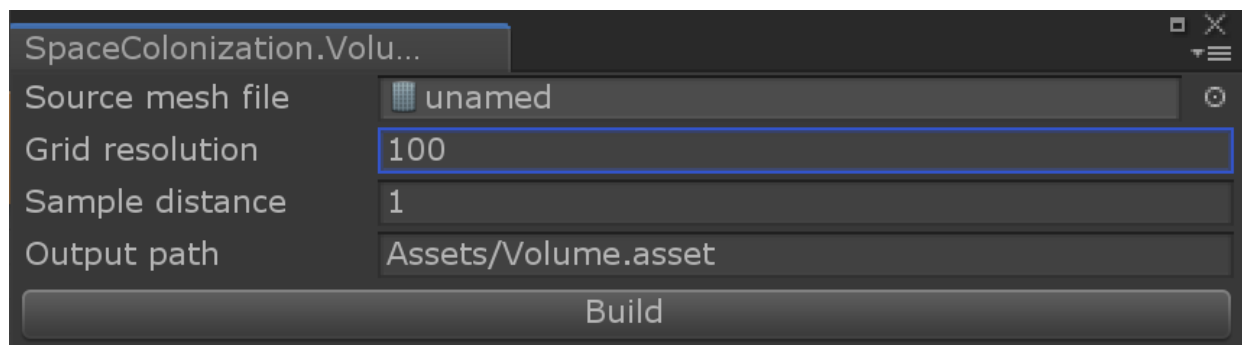 SpaceColonization.Volu...
Source mesh file unamed
Grid resolution 100
Sample distance 1
Output path Assets/Volume.asset
Build